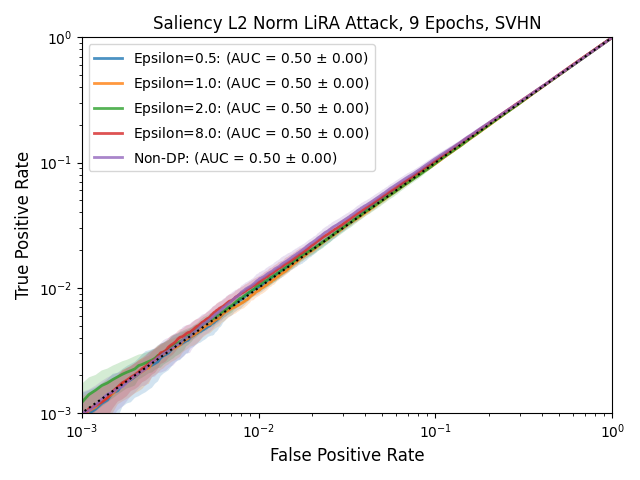 Saliency L2 Norm LiRA Attack, 9 Epochs, SVHN
Epsilon=0.5: (AUC = 0.50 ± 0.00)
Epsilon=1.0: (AUC = 0.50 ± 0.00)
Epsilon=2.0: (AUC = 0.50 ± 0.00)
Epsilon=8.0: (AUC = 0.50 ± 0.00)
Non-DP: (AUC = 0.50 ± 0.00)
True Positive Rate
10⁰
10⁻¹
10⁻²
10⁻³
10⁻³ 10⁻² 10⁻¹ 10⁰
False Positive Rate